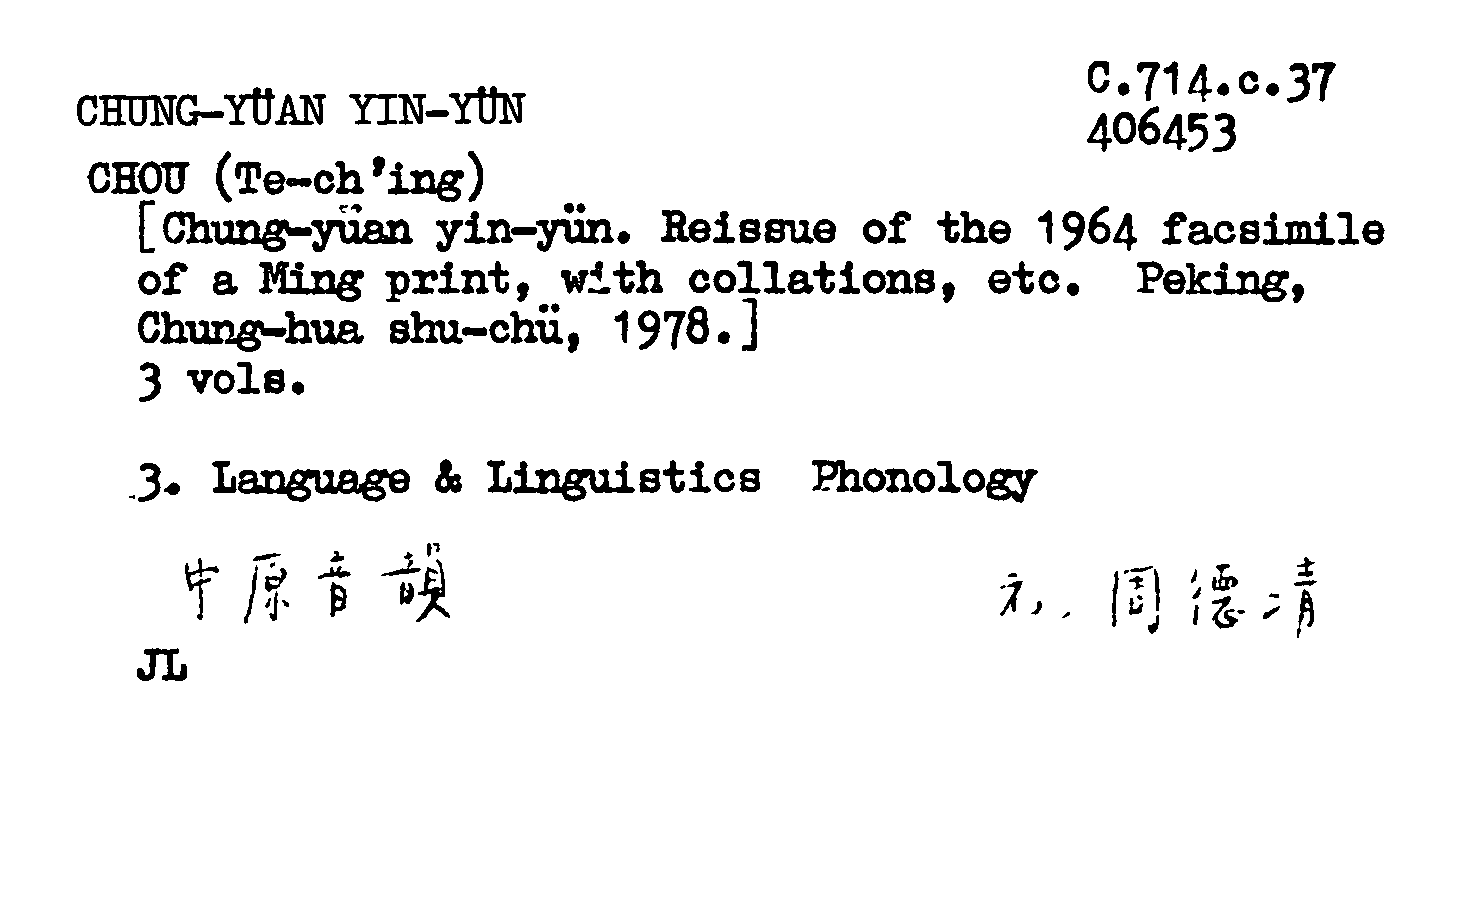 CHUNG-YÜAN YIN-YÜN
C.714.c.37
406453
CHOU (Te-ch'ing)
[Chung-yüan yin-yün. Reissue of the 1964 facsimile
of a Ming print, with collations, etc. Peking,
Chung-hua shu-chü, 1978.]
3 vols.
3. Language & Linguistics Phonology
中原音韻
元、周德清
JL